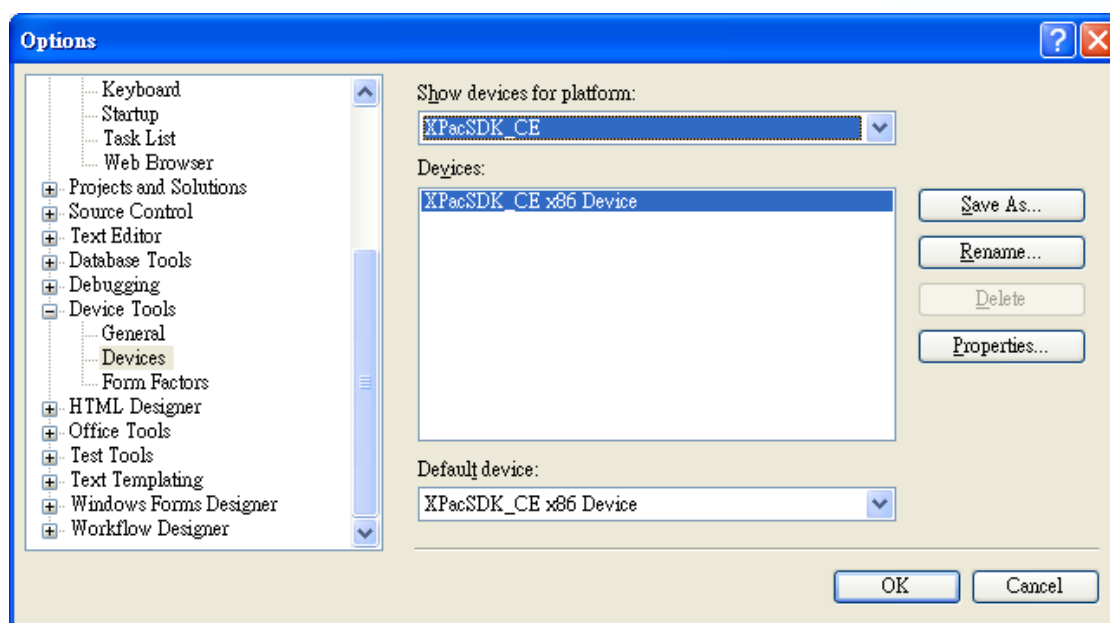 Options
Keyboard
Startup
Task List
Web Browser
Projects and Solutions
Source Control
Text Editor
Database Tools
Debugging
Device Tools
General
Devices
Form Factors
HTML Designer
Office Tools
Test Tools
Text Templating
Windows Forms Designer
Workflow Designer
Show devices for platform:
XPacSDK_CE
Devices:
XPacSDK_CE x86 Device
Save As...
Rename...
Delete
Properties...
Default device:
XPacSDK_CE x86 Device
OK
Cancel